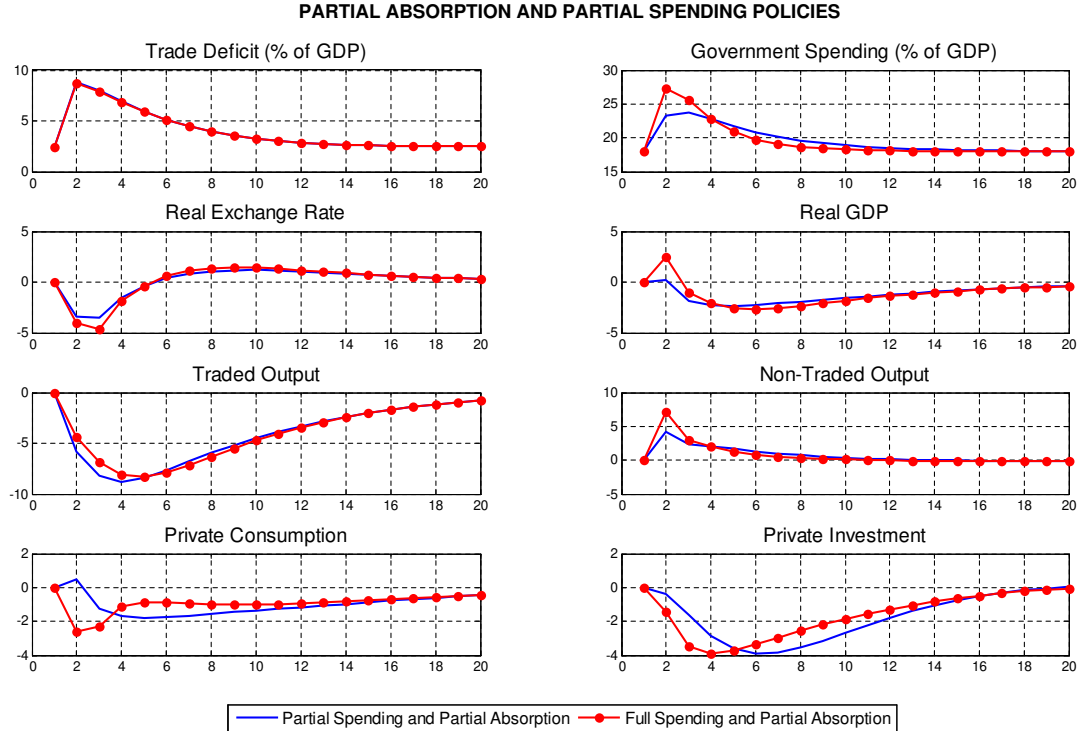 PARTIAL ABSORPTION AND PARTIAL SPENDING POLICIES
Trade Deficit (% of GDP)
10
5
0
0 2 4 6 8 10 12 14 16 18 20
Government Spending (% of GDP)
30
25
20
15
0 2 4 6 8 10 12 14 16 18 20
Real Exchange Rate
5
0
-5
0 2 4 6 8 10 12 14 16 18 20
Real GDP
5
0
-5
0 2 4 6 8 10 12 14 16 18 20
Traded Output
0
-5
-10
0 2 4 6 8 10 12 14 16 18 20
Non-Traded Output
10
5
0
-5
0 2 4 6 8 10 12 14 16 18 20
Private Consumption
2
0
-2
-4
0 2 4 6 8 10 12 14 16 18 20
Private Investment
2
0
-2
-4
0 2 4 6 8 10 12 14 16 18 20
Partial Spending and Partial Absorption
Full Spending and Partial Absorption